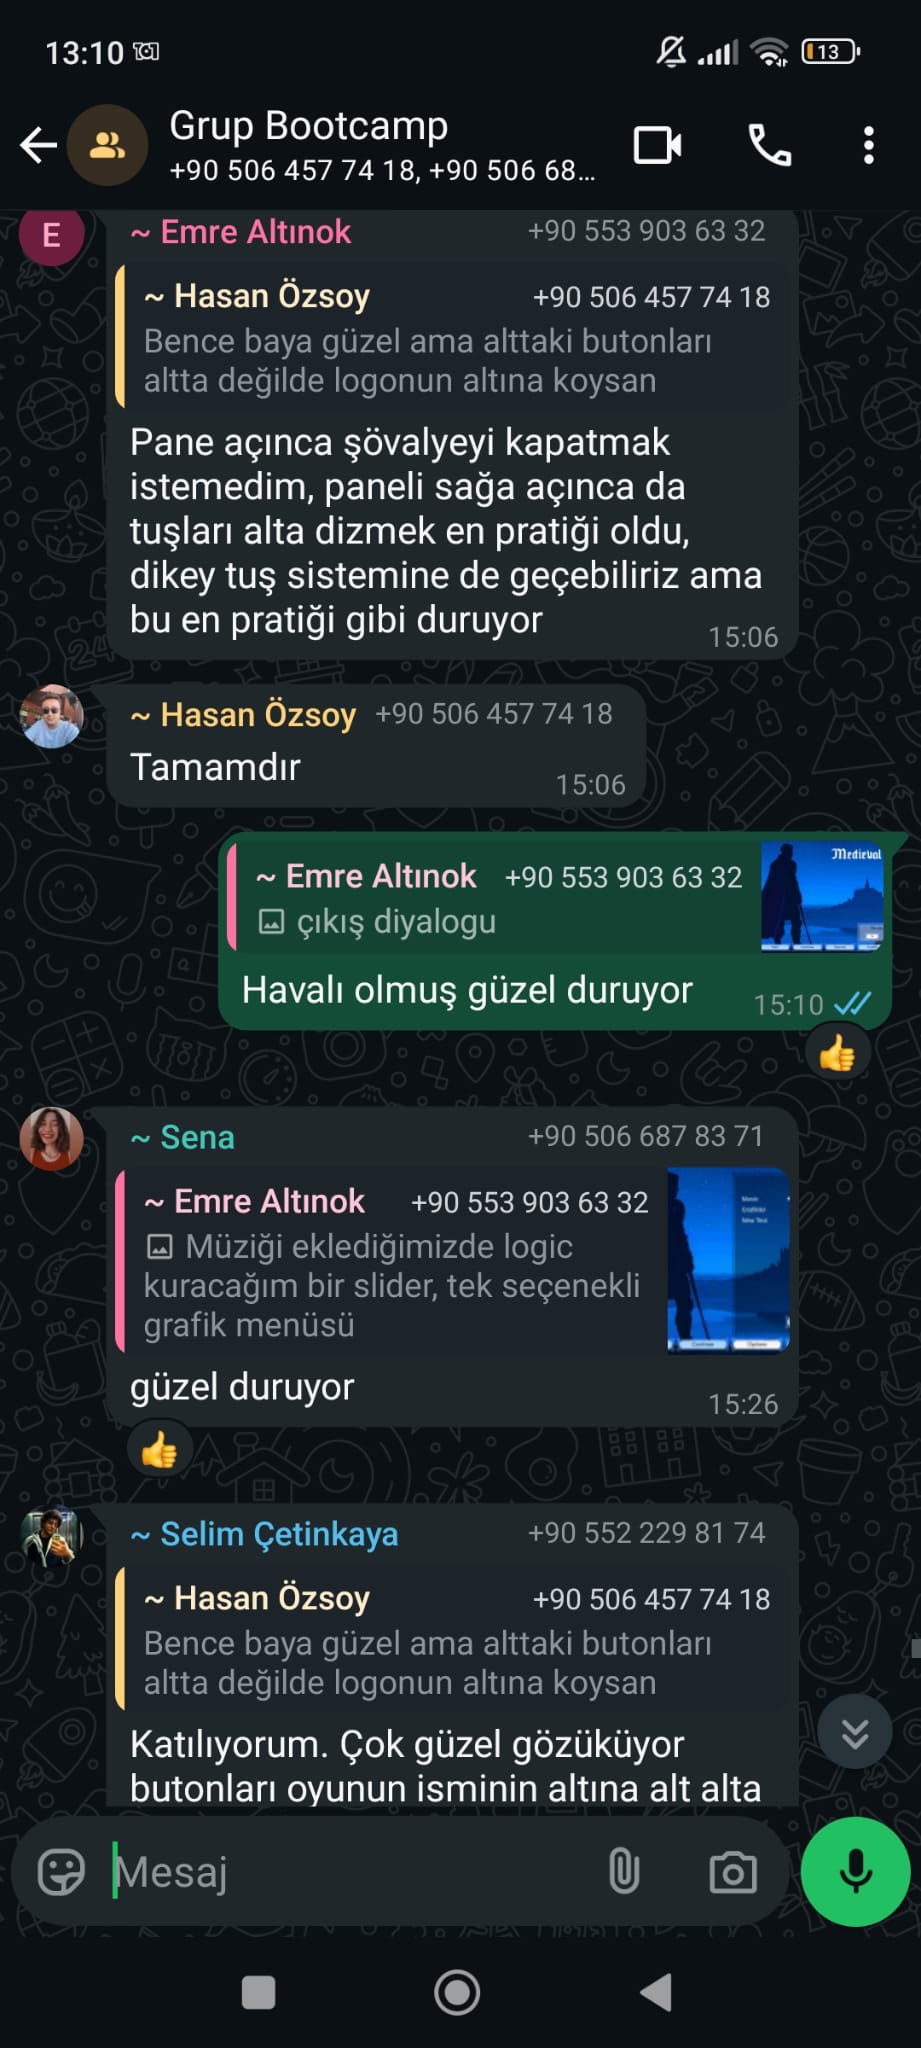 13:10
13
Grup Bootcamp
+90 506 457 74 18, +90 506 68...
E
~ Emre Altınok +90 553 903 63 32
~ Hasan Özsoy +90 506 457 74 18
Bence baya güzel ama alttaki butonları
altta değilde logonun altına koysan
Pane açınca şövalyeyi kapatmak
istemedim, paneli sağa açınca da
tuşları alta dizmek en pratiği oldu,
dikey tuş sistemine de geçebiliriz ama
bu en pratiği gibi duruyor
15:06
~ Hasan Özsoy +90 506 457 74 18
Tamamdır
15:06
~ Emre Altınok +90 553 903 63 32
çıkış diyalogu
Medieval
Havalı olmuş güzel duruyor
15:10
~ Sena +90 506 687 83 71
~ Emre Altınok +90 553 903 63 32
Müziği eklediğimizde logic
kuracağım bir slider, tek seçenekli
grafik menüsü
güzel duruyor
15:26
~ Selim Çetinkaya +90 552 229 81 74
~ Hasan Özsoy +90 506 457 74 18
Bence baya güzel ama alttaki butonları
altta değilde logonun altına koysan
Katılıyorum. Çok güzel gözüküyor
butonları oyunun isminin altına alt alta
Mesaj